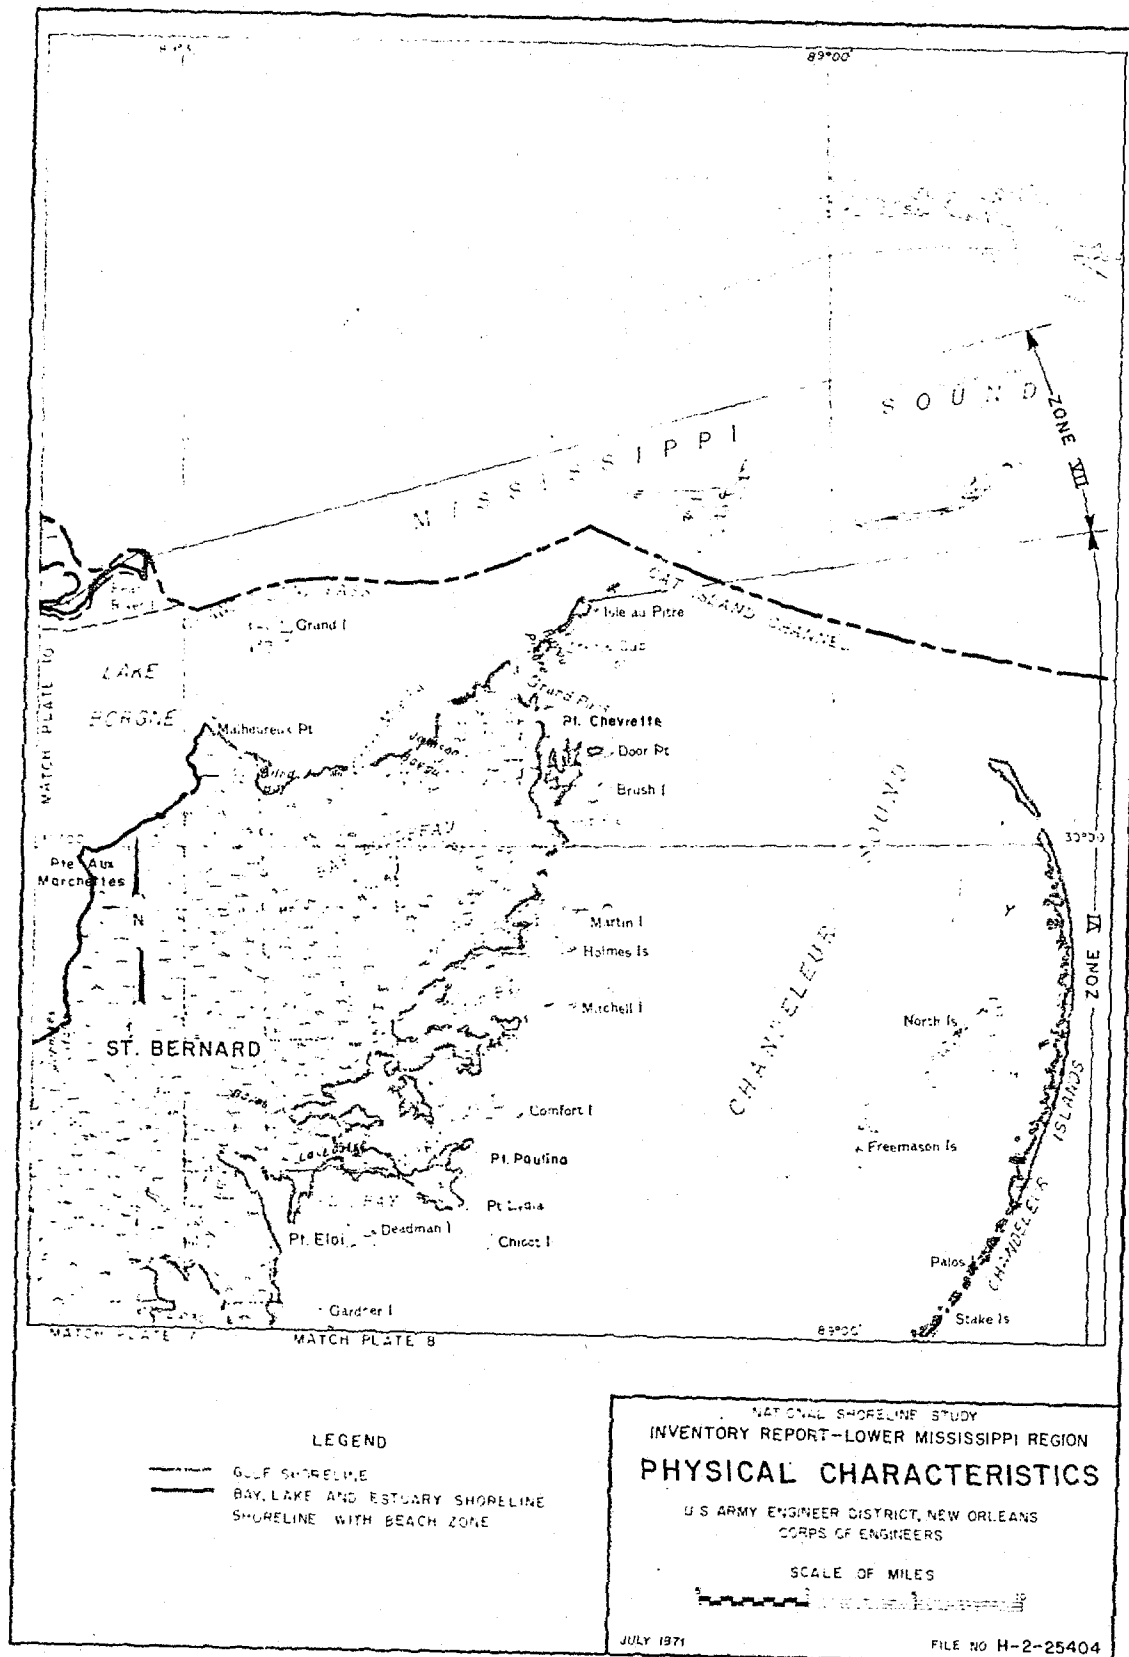 89°00'
SOUND
ZONE VII
MISSISSIPPI
CAT ISLAND CHANNEL
Isle au Pitre
Grand I
LAKE
BORGNE
MATCH PLATE 10
Grand Pass
Malheureux Pt
Pt. Chevrette
Door Pt
Brush I
30°00'
Pte Aux
Marchettes
N
Martin I
Holmes Is
Mitchell I
CHANDELEUR SOUND
ZONE VI
North Is
ST. BERNARD
Comfort I
Freemason Is
Pt. Paulina
Pt Lydia
BAY
Pt. Eloi
Deadman I
Chicot I
CHANDELEUR ISLANDS
Palos I
Gardner I
Stake Is
MATCH PLATE 7
MATCH PLATE 8
89°00'
LEGEND
GULF SHORELINE
BAY, LAKE AND ESTUARY SHORELINE
SHORELINE WITH BEACH ZONE
NATIONAL SHORELINE STUDY
INVENTORY REPORT-LOWER MISSISSIPPI REGION
PHYSICAL CHARACTERISTICS
U S ARMY ENGINEER DISTRICT, NEW ORLEANS
CORPS OF ENGINEERS
SCALE OF MILES
JULY 1971
FILE NO H-2-25404